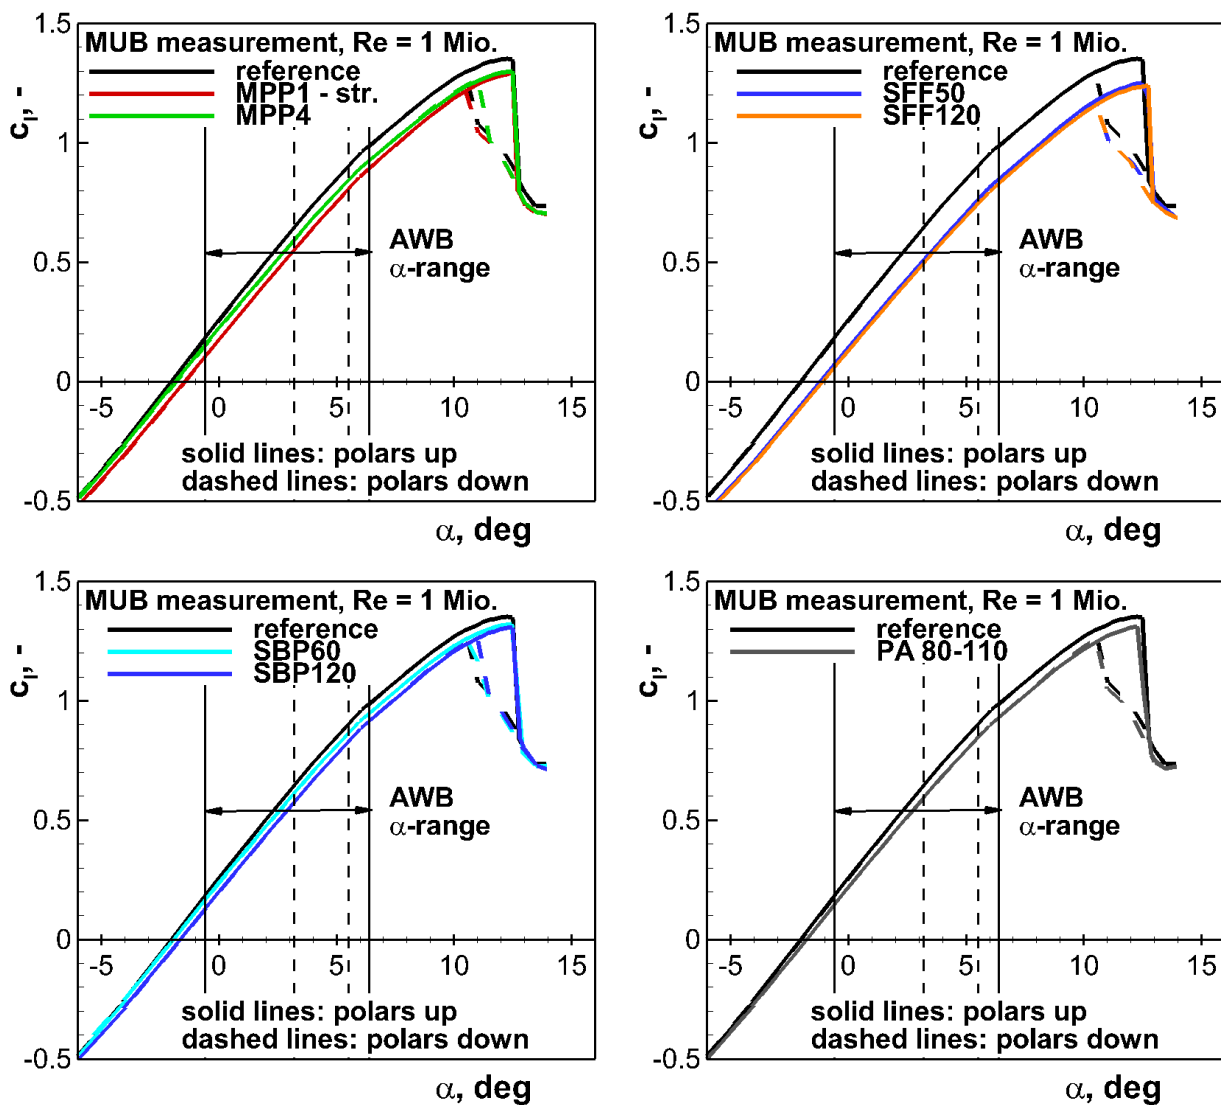 1.5
MUB measurement, Re = 1 Mio.
reference
MPP1 - str.
MPP4
cl, -
1
AWB
α-range
0.5
0
-5
0
5
10
15
solid lines: polars up
dashed lines: polars down
-0.5
α, deg
1.5
MUB measurement, Re = 1 Mio.
reference
SFF50
SFF120
cl, -
1
AWB
α-range
0.5
0
-5
0
5
10
15
solid lines: polars up
dashed lines: polars down
-0.5
α, deg
1.5
MUB measurement, Re = 1 Mio.
reference
SBP60
SBP120
cl, -
1
AWB
α-range
0.5
0
-5
0
5
10
15
solid lines: polars up
dashed lines: polars down
-0.5
α, deg
1.5
MUB measurement, Re = 1 Mio.
reference
PA 80-110
cl, -
1
AWB
α-range
0.5
0
-5
0
5
10
15
solid lines: polars up
dashed lines: polars down
-0.5
α, deg